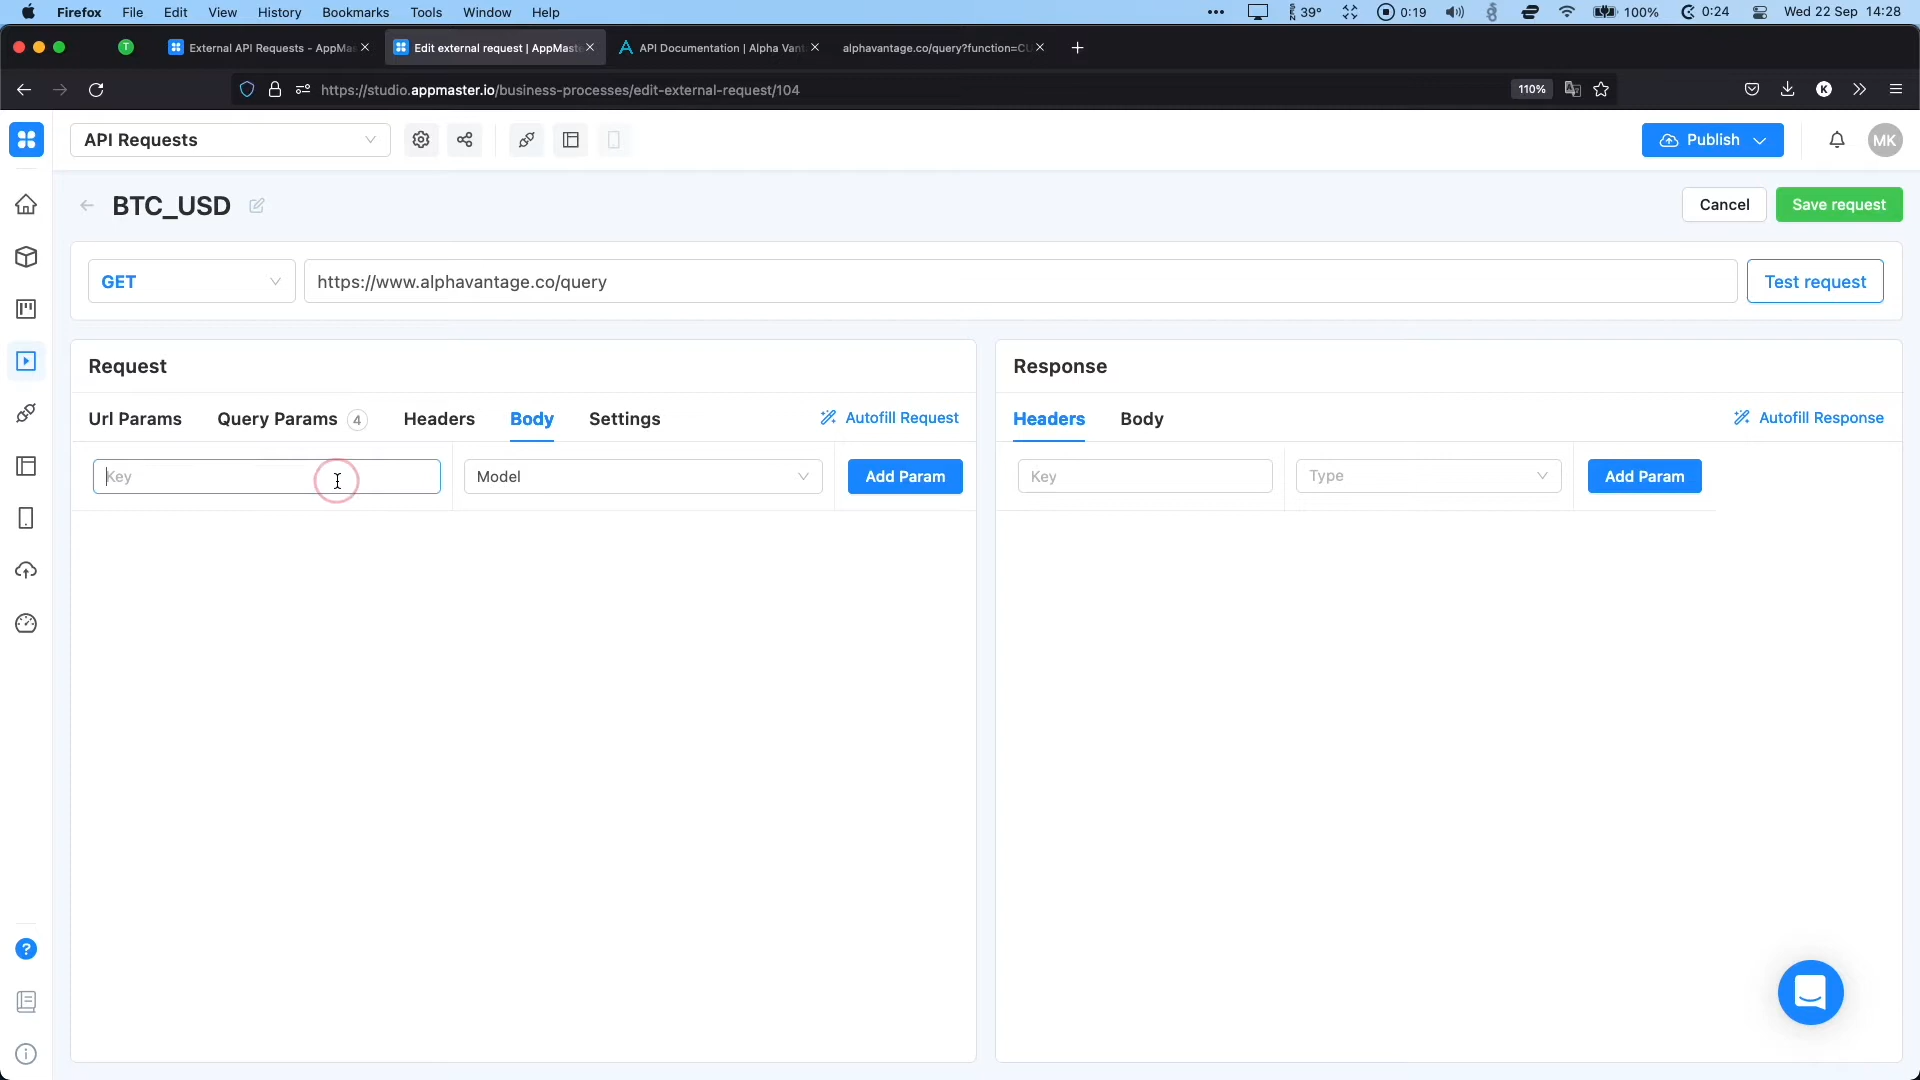 Firefox File Edit View History Bookmarks Tools Window Help ••• 39° 0:19 100% 0:24 Wed 22 Sep 14:28
T External API Requests - AppMa Edit external request | AppMaste API Documentation | Alpha Van alphavantage.co/query?function=CU
https://studio.appmaster.io/business-processes/edit-external-request/104 110% K
API Requests Publish MK
BTC_USD Cancel Save request
GET https://www.alphavantage.co/query Test request
Request Response
Url Params Query Params 4 Headers Body Settings Autofill Request Headers Body Autofill Response
Key Model Add Param Key Type Add Param